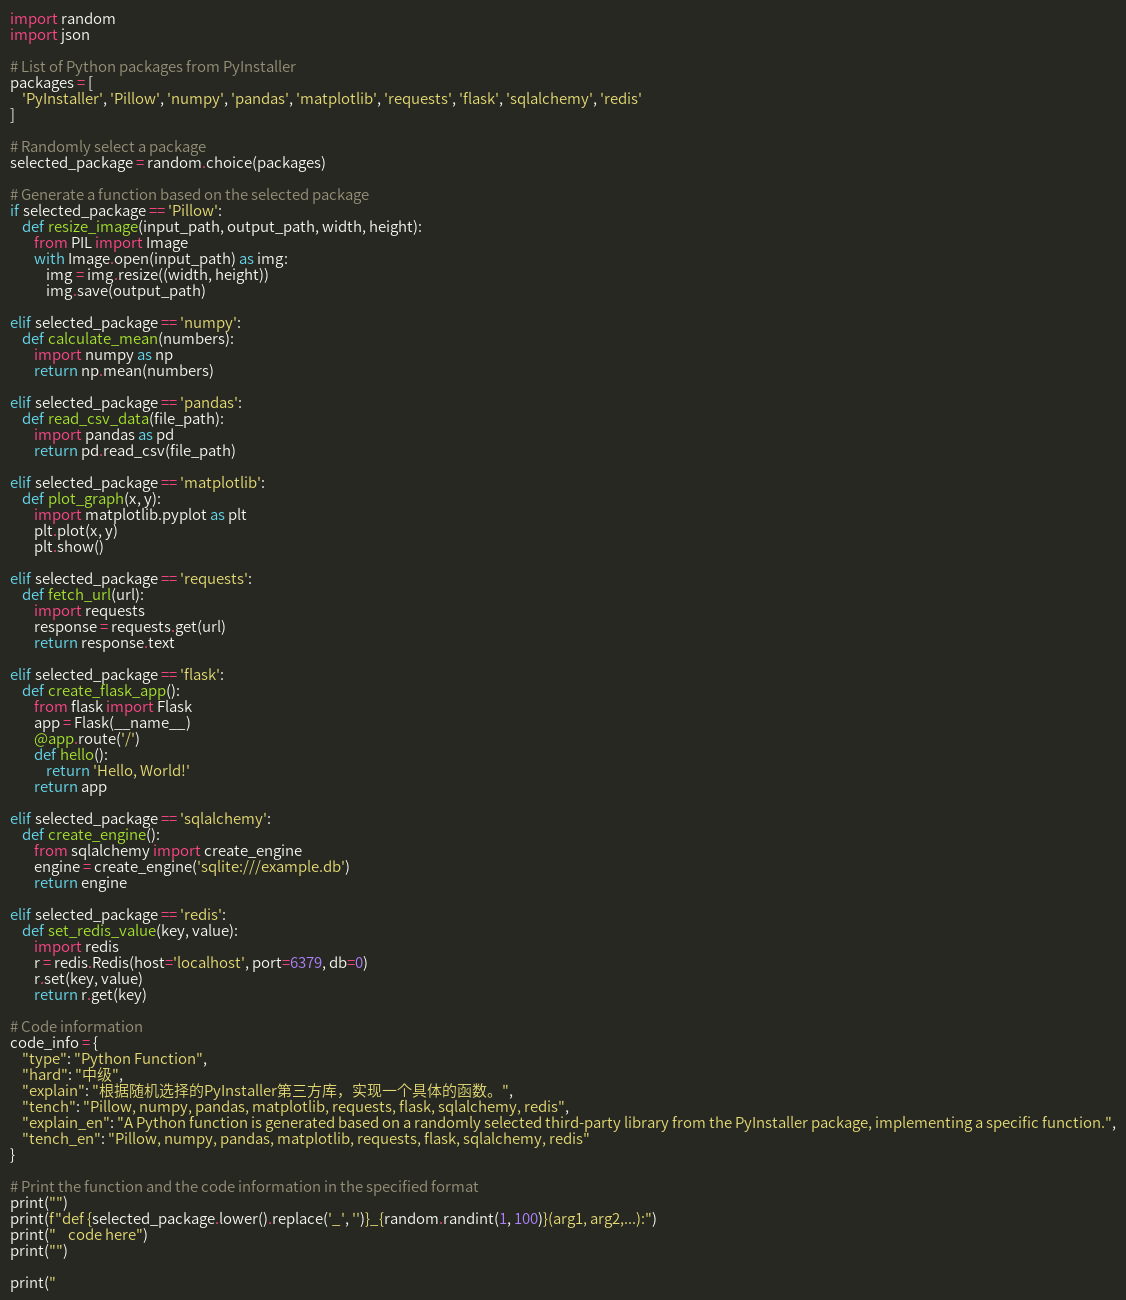 import random
import json

# List of Python packages from PyInstaller
packages = [
    'PyInstaller', 'Pillow', 'numpy', 'pandas', 'matplotlib', 'requests', 'flask', 'sqlalchemy', 'redis'
]

# Randomly select a package
selected_package = random.choice(packages)

# Generate a function based on the selected package
if selected_package == 'Pillow':
    def resize_image(input_path, output_path, width, height):
        from PIL import Image
        with Image.open(input_path) as img:
            img = img.resize((width, height))
            img.save(output_path)

elif selected_package == 'numpy':
    def calculate_mean(numbers):
        import numpy as np
        return np.mean(numbers)

elif selected_package == 'pandas':
    def read_csv_data(file_path):
        import pandas as pd
        return pd.read_csv(file_path)

elif selected_package == 'matplotlib':
    def plot_graph(x, y):
        import matplotlib.pyplot as plt
        plt.plot(x, y)
        plt.show()

elif selected_package == 'requests':
    def fetch_url(url):
        import requests
        response = requests.get(url)
        return response.text

elif selected_package == 'flask':
    def create_flask_app():
        from flask import Flask
        app = Flask(__name__)
        @app.route('/')
        def hello():
            return 'Hello, World!'
        return app

elif selected_package == 'sqlalchemy':
    def create_engine():
        from sqlalchemy import create_engine
        engine = create_engine('sqlite:///example.db')
        return engine

elif selected_package == 'redis':
    def set_redis_value(key, value):
        import redis
        r = redis.Redis(host='localhost', port=6379, db=0)
        r.set(key, value)
        return r.get(key)

# Code information
code_info = {
    "type": "Python Function",
    "hard": "中级",
    "explain": "根据随机选择的PyInstaller第三方库，实现一个具体的函数。",
    "tench": "Pillow, numpy, pandas, matplotlib, requests, flask, sqlalchemy, redis",
    "explain_en": "A Python function is generated based on a randomly selected third-party library from the PyInstaller package, implementing a specific function.",
    "tench_en": "Pillow, numpy, pandas, matplotlib, requests, flask, sqlalchemy, redis"
}

# Print the function and the code information in the specified format
print("")
print(f"def {selected_package.lower().replace('_', '')}_{random.randint(1, 100)}(arg1, arg2,...):")
print("    code here")
print("")

print("